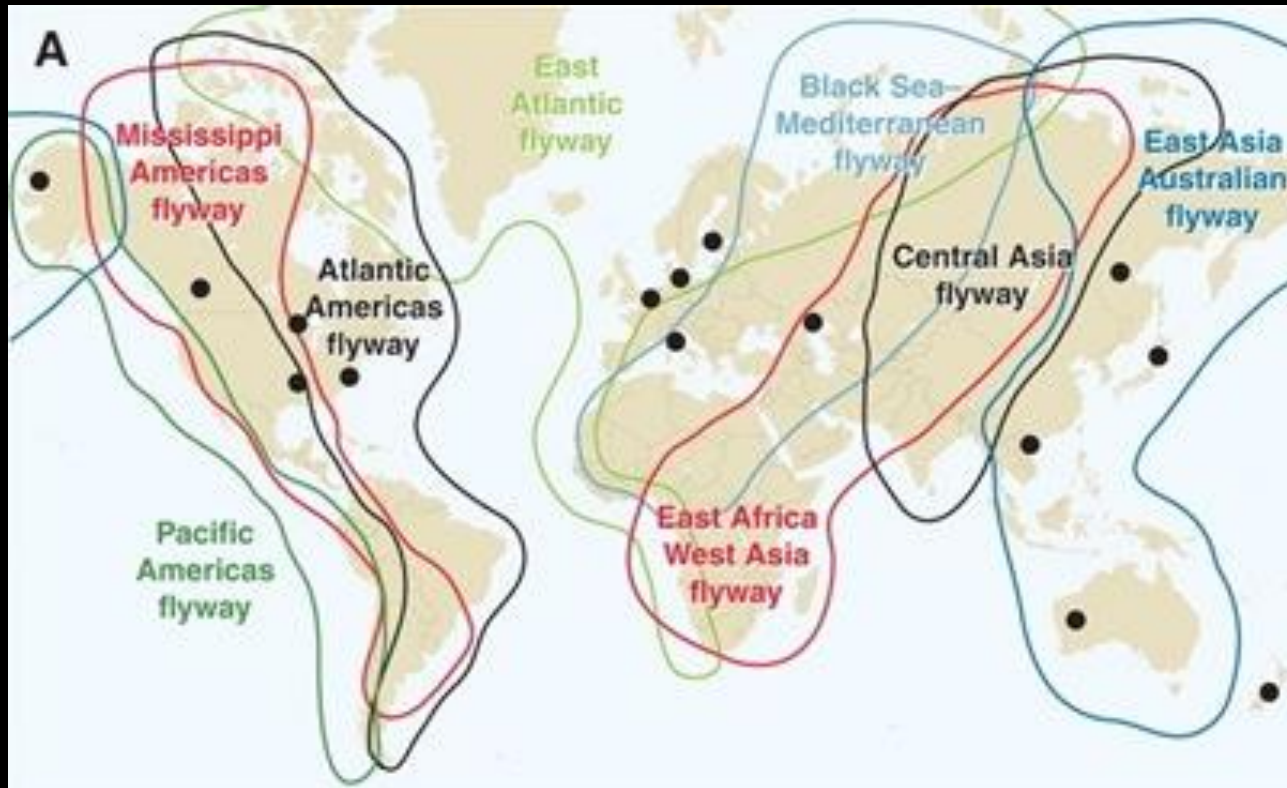 A
Mississippi
Americas
flyway
Atlantic
Americas
flyway
Pacific
Americas
flyway
East
Atlantic
flyway
Black Sea–
Mediterranean
flyway
East Africa
West Asia
flyway
Central Asia
flyway
East Asia
Australian
flyway